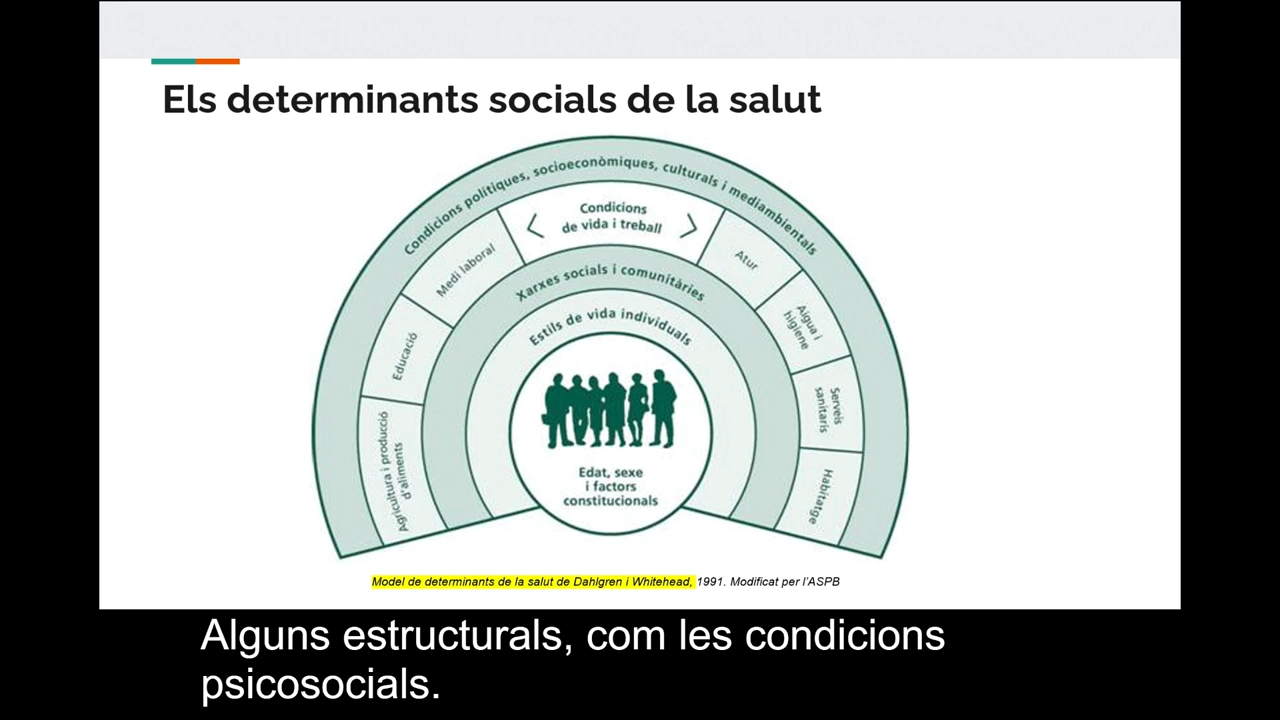 Els determinants socials de la salut
Condicions polítiques, socioeconòmiques, culturals i mediambientals
Condicions
de vida i treball
Medi laboral
Atur
Educació
Aigua i
higiene
Agricultura i producció
d'aliments
Serveis
sanitaris
Habitatge
Xarxes socials i comunitàries
Estils de vida individuals
Edat, sexe
i factors
constitucionals
Model de determinants de la salut de Dahlgren i Whitehead, 1991. Modificat per l'ASPB
Alguns estructurals, com les condicions
psicosocials.